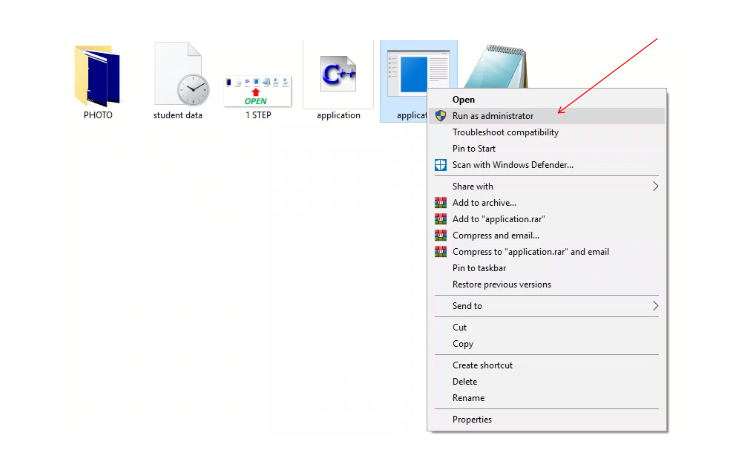 C++
OPEN
PHOTO
student data
1 STEP
application
applicat
Open
Run as administrator
Troubleshoot compatibility
Pin to Start
Scan with Windows Defender...
Share with
Add to archive...
Add to "application.rar"
Compress and email...
Compress to "application.rar" and email
Pin to taskbar
Restore previous versions
Send to
Cut
Copy
Create shortcut
Delete
Rename
Properties